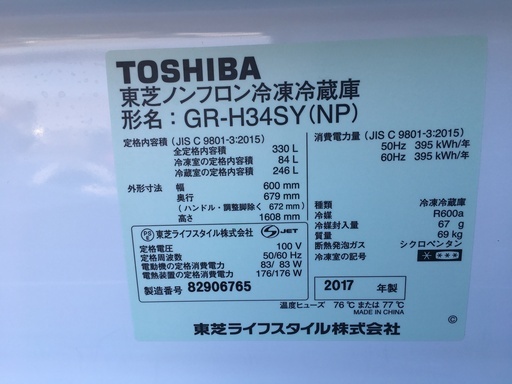 TOSHIBA
東芝ノンフロン冷凍冷蔵庫
形名：GR-H34SY(NP)
定格内容積 (JIS C 9801-3:2015)
全定格内容積 330 L
冷凍室の定格内容積 84 L
冷蔵室の定格内容積 246 L
外形寸法 幅 600 mm
奥行 679 mm
(ハンドル・調整脚除く 672 mm)
高さ 1608 mm
PS E 東芝ライフスタイル株式会社 S JET
定格電圧 100 V
定格周波数 50/60 Hz
電動機の定格消費電力 83/ 83 W
電熱装置の定格消費電力 176/176 W
製造番号 82906765
消費電力量 (JIS C 9801-3:2015)
50Hz 395 kWh/年
60Hz 395 kWh/年
種類 冷凍冷蔵庫
冷媒 R600a
冷媒封入量 67 g
質量 69 kg
断熱発泡ガス シクロペンタン
冷凍室の記号 ****
2017 年製
温度ヒューズ 76 ℃ または 77 ℃
MADE IN CHINA
東芝ライフスタイル株式会社
©